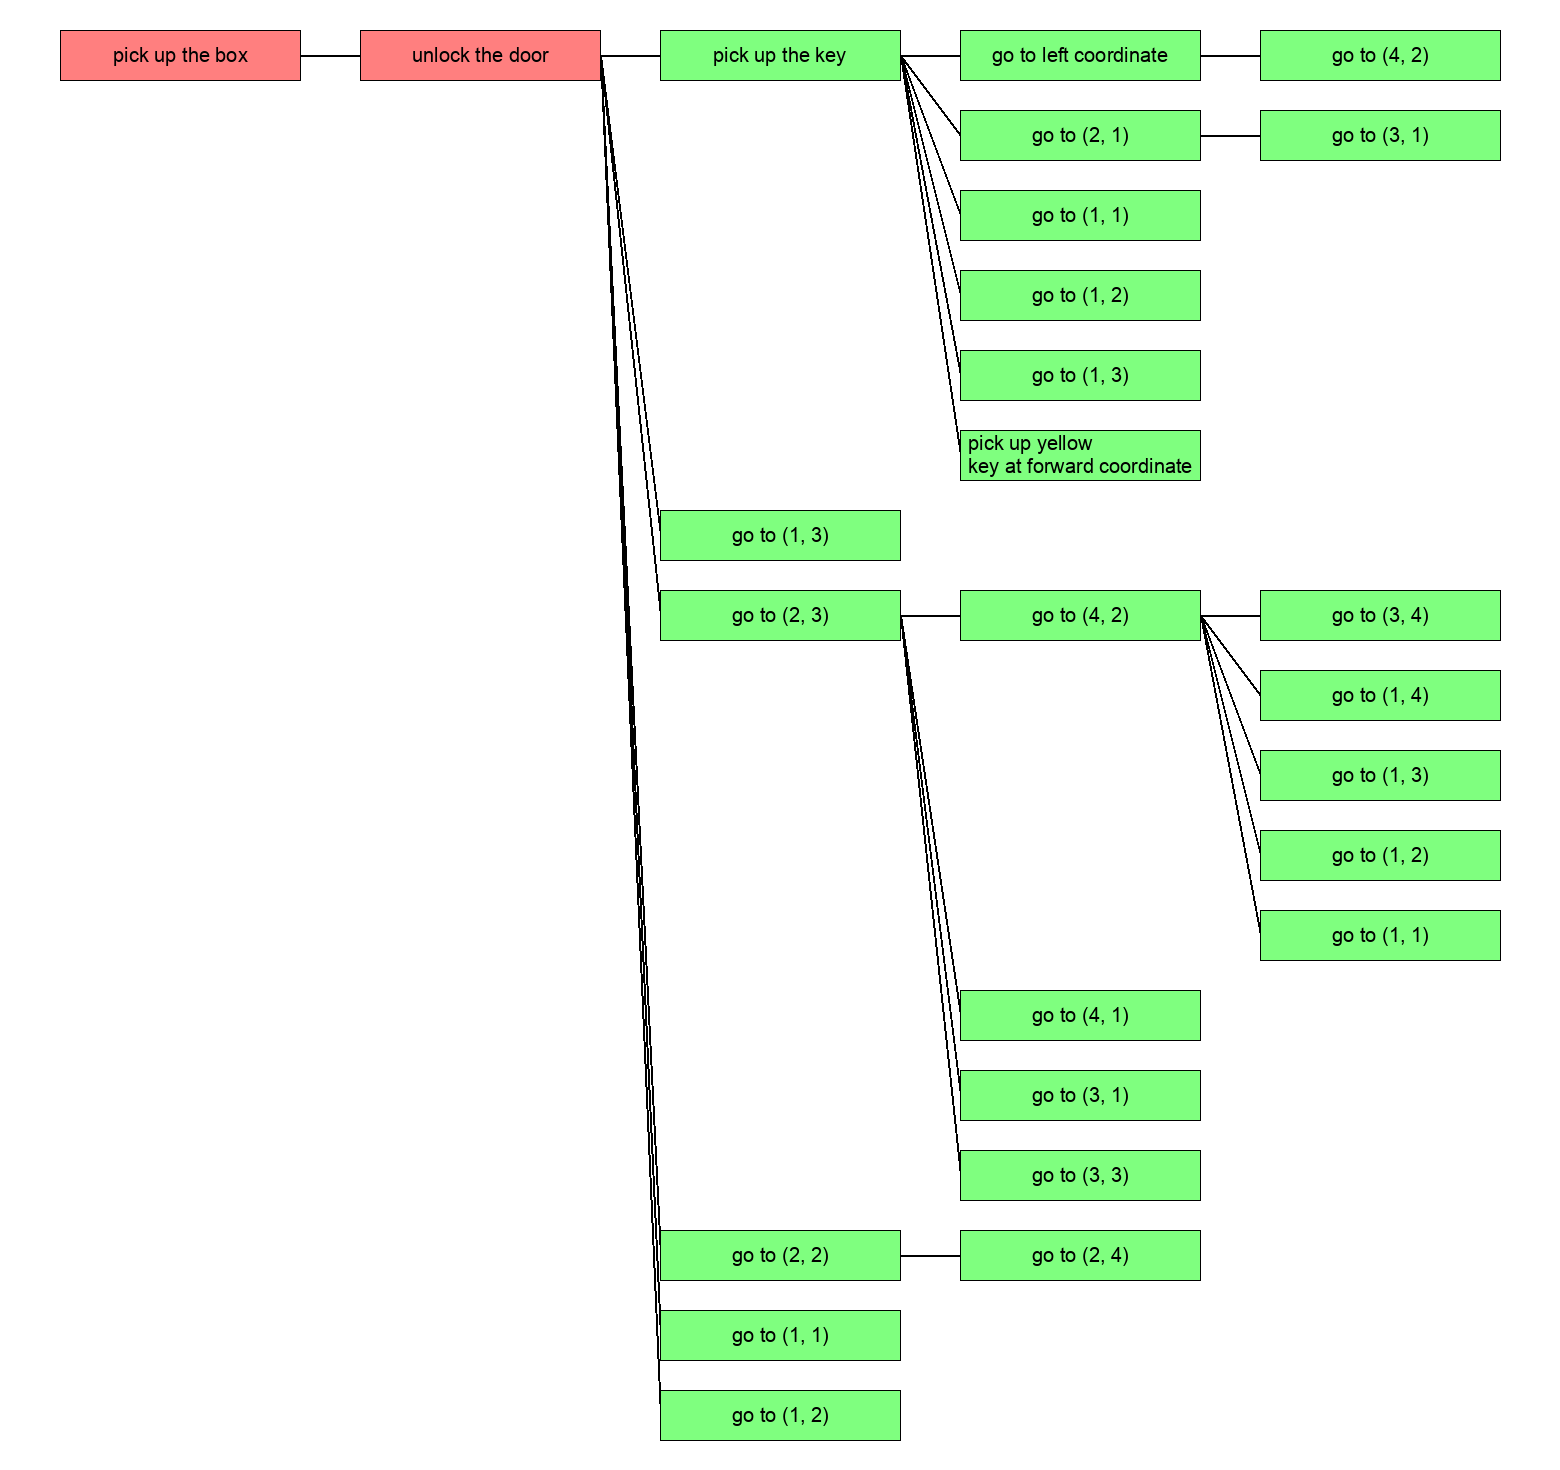 pick up the box
unlock the door
pick up the key
go to left coordinate
go to (4, 2)
go to (2, 1)
go to (3, 1)
go to (1, 1)
go to (1, 2)
go to (1, 3)
pick up yellow
key at forward coordinate
go to (1, 3)
go to (2, 3)
go to (4, 2)
go to (3, 4)
go to (1, 4)
go to (1, 3)
go to (1, 2)
go to (1, 1)
go to (4, 1)
go to (3, 1)
go to (3, 3)
go to (2, 2)
go to (2, 4)
go to (1, 1)
go to (1, 2)